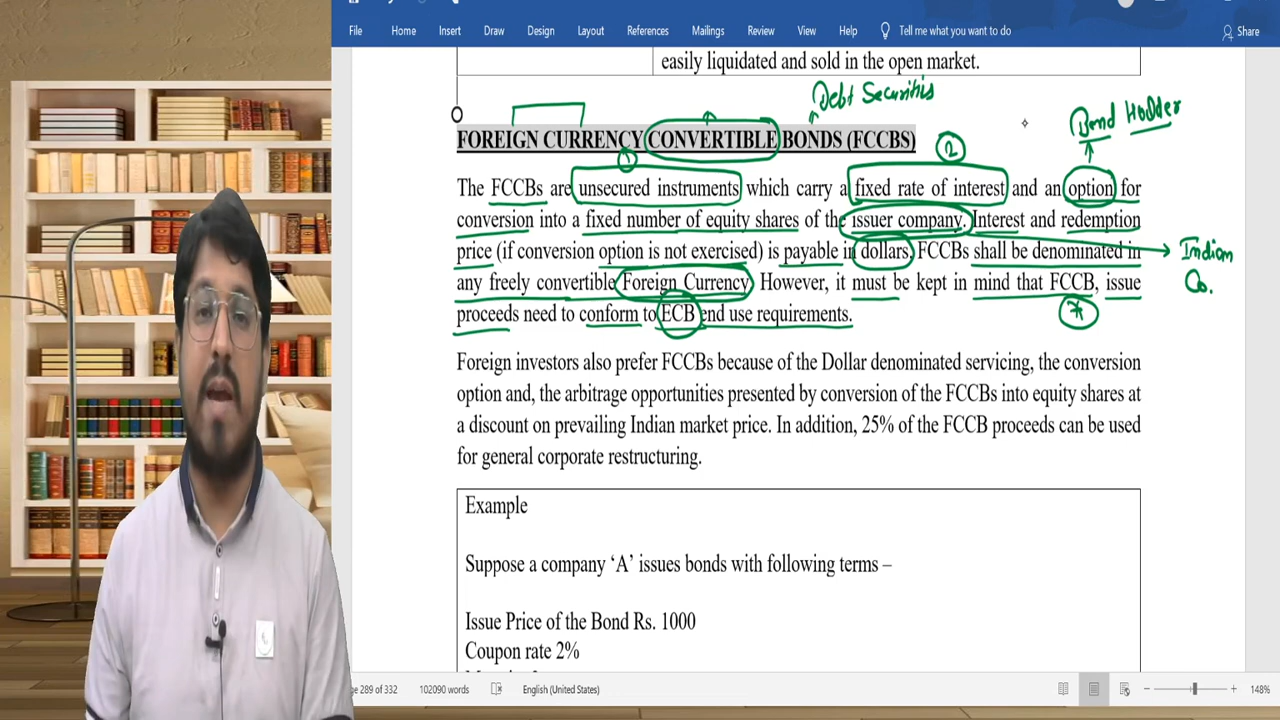 File Home Insert Draw Design Layout References Mailings Review View Help Tell me what you want to do Share
easily liquidated and sold in the open market.
Debt Securities
Bond Holder
FOREIGN CURRENCY CONVERTIBLE BONDS (FCCBS)
1 2
The FCCBs are unsecured instruments which carry a fixed rate of interest and an option for
conversion into a fixed number of equity shares of the issuer company. Interest and redemption
price (if conversion option is not exercised) is payable in dollars. FCCBs shall be denominated in
Indian
any freely convertible Foreign Currency. However, it must be kept in mind that FCCB, issue
Co.
proceeds need to conform to ECB end use requirements.
*
Foreign investors also prefer FCCBs because of the Dollar denominated servicing, the conversion
option and, the arbitrage opportunities presented by conversion of the FCCBs into equity shares at
a discount on prevailing Indian market price. In addition, 25% of the FCCB proceeds can be used
for general corporate restructuring.
Example
Suppose a company ‘A’ issues bonds with following terms –
Issue Price of the Bond Rs. 1000
Coupon rate 2%
ge 289 of 332 102090 words English (United States) 148%